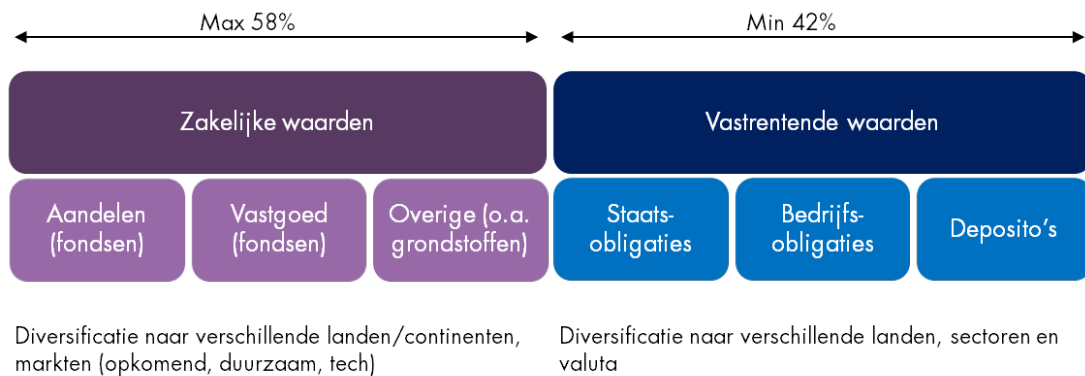 Max 58%
Min 42%
Zakelijke waarden
Vastrentende waarden
Aandelen
(fondsen)
Vastgoed
(fondsen)
Overige (o.a.
grondstoffen)
Staats-
obligaties
Bedrijfs-
obligaties
Deposito's
Diversificatie naar verschillende landen/continenten,
markten (opkomend, duurzaam, tech)
Diversificatie naar verschillende landen, sectoren en
valuta